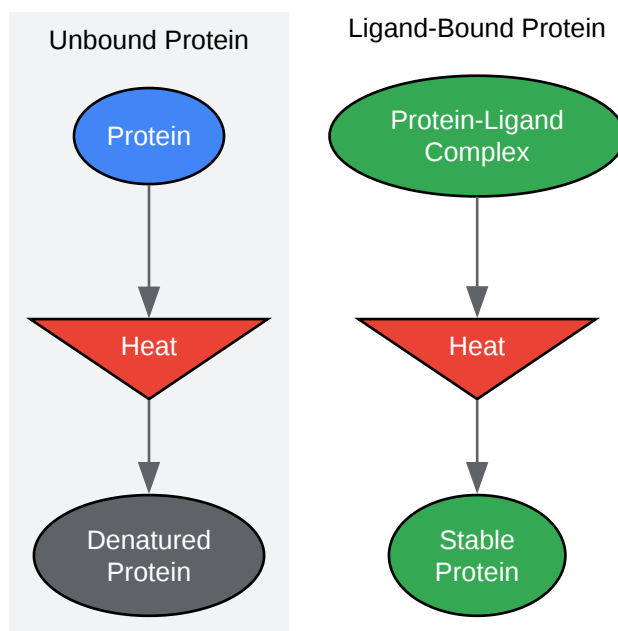 Unbound Protein
Protein
Heat
Denatured
Protein
Ligand-Bound Protein
Protein-Ligand
Complex
Heat
Stable
Protein